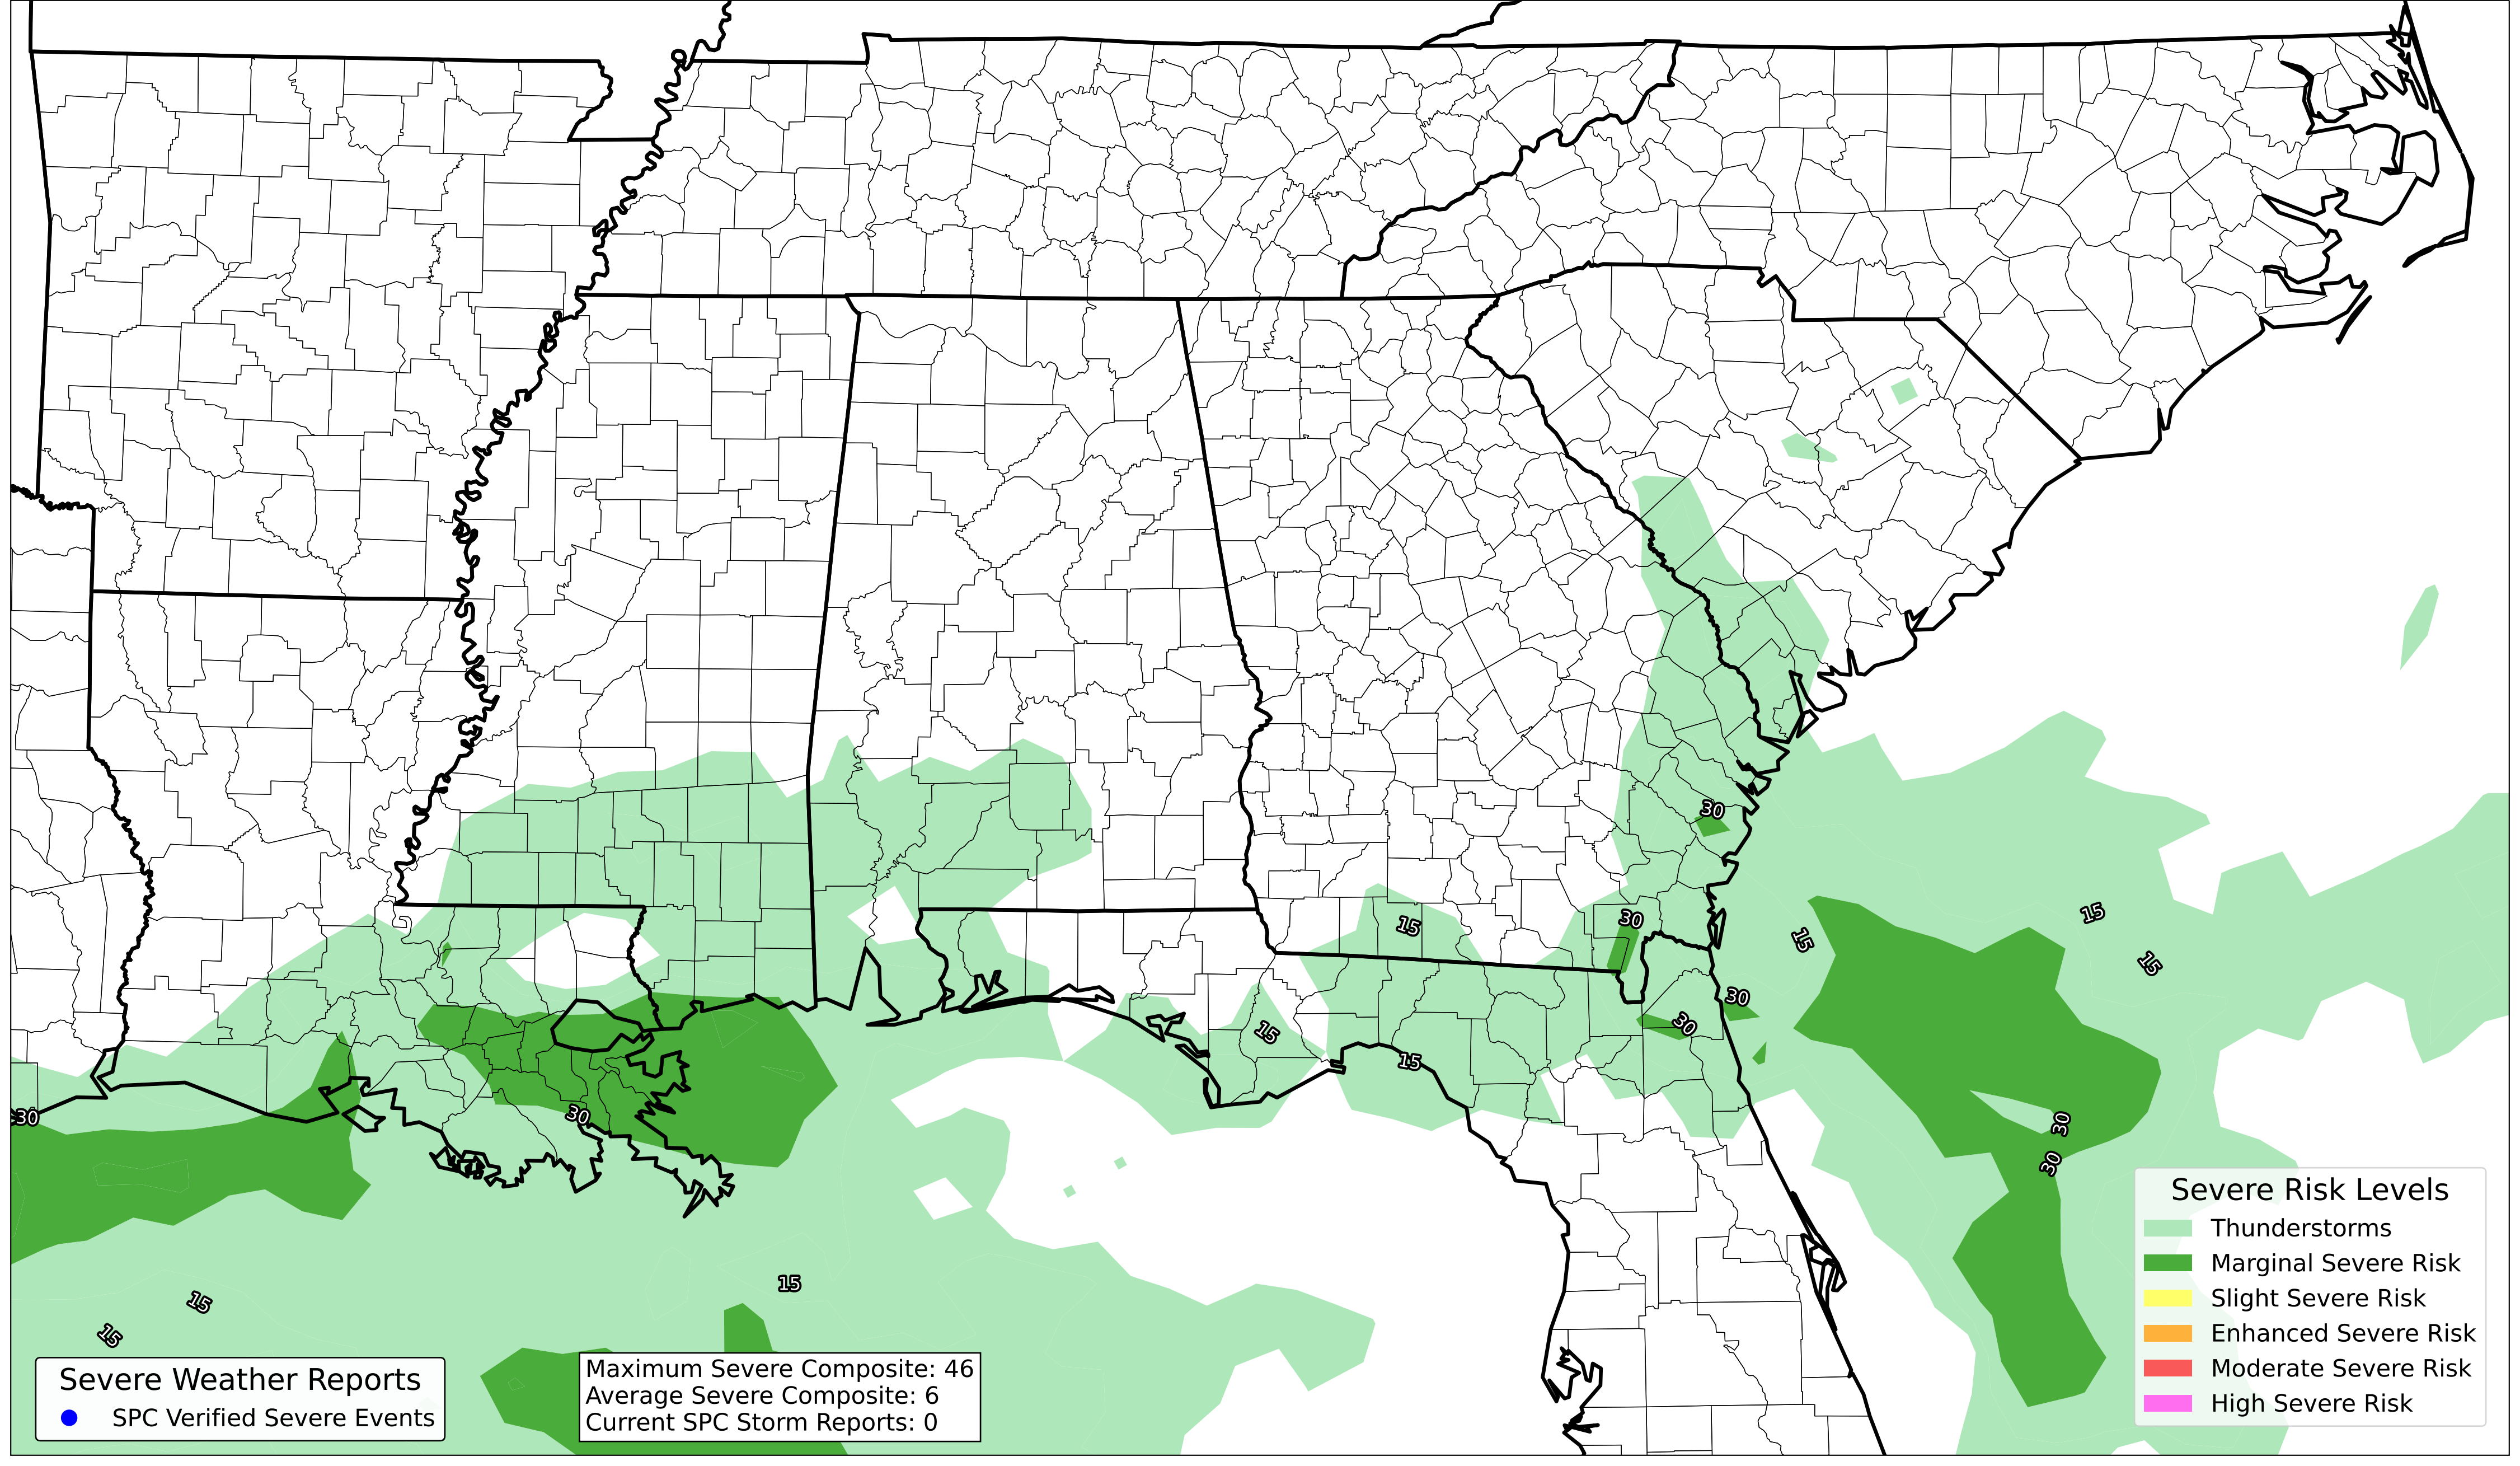 30
30
15
15
15
15
30
30
15
15
30
30
30
30
15
15
15
Severe Risk Levels
Thunderstorms
Marginal Severe Risk
Slight Severe Risk
Enhanced Severe Risk
Moderate Severe Risk
High Severe Risk
Severe Weather Reports
SPC Verified Severe Events
Maximum Severe Composite: 46
Average Severe Composite: 6
Current SPC Storm Reports: 0